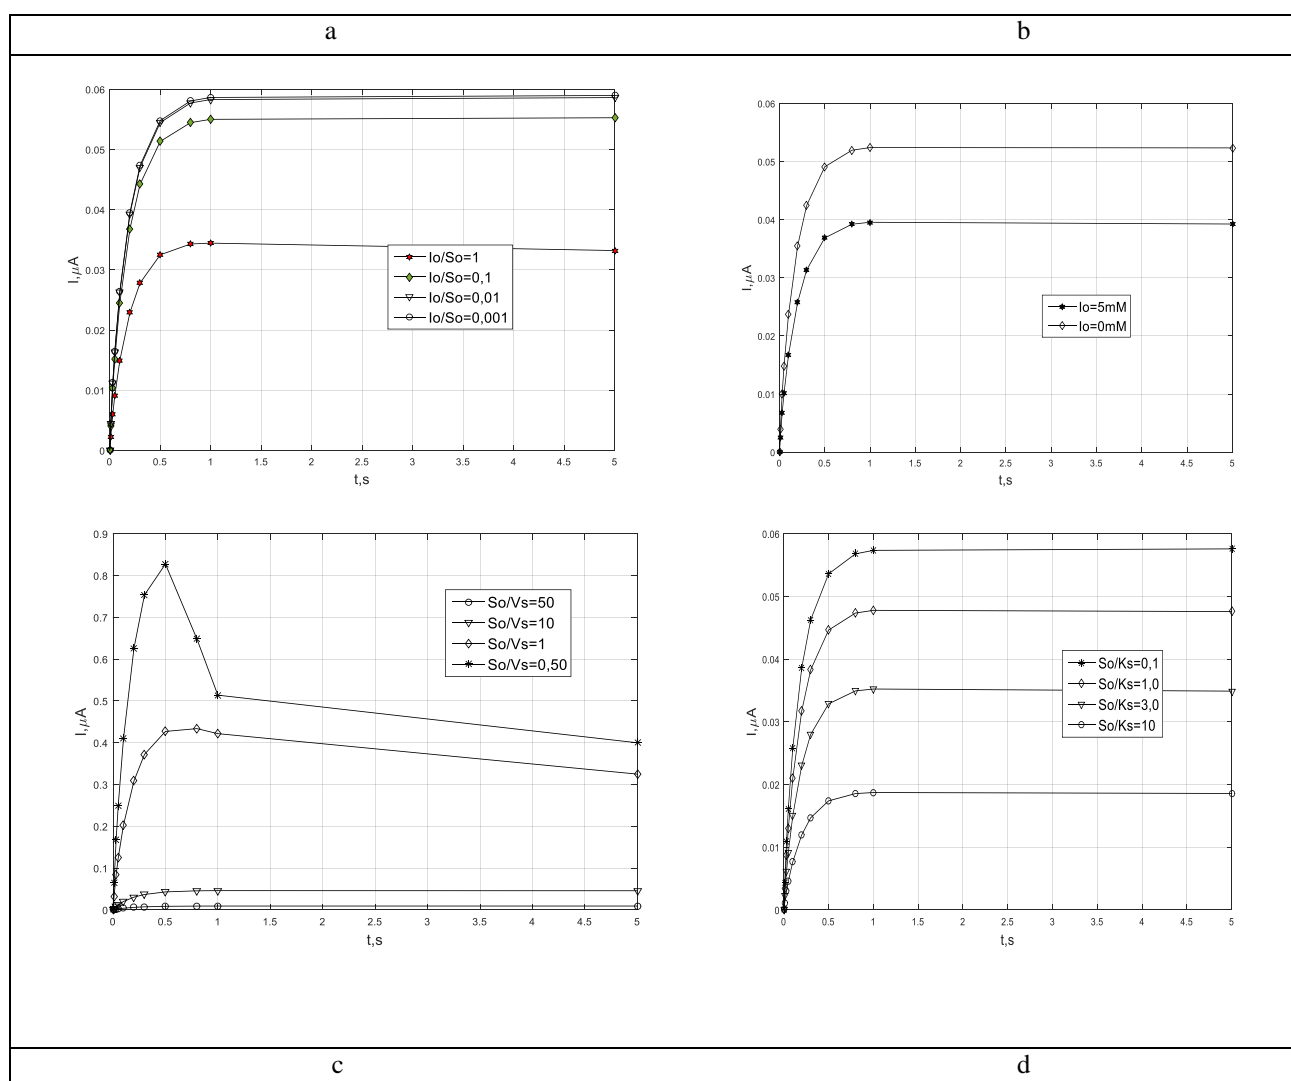 a
b
0.06
0.05
0.04
0.03
0.02
0.01
0
I,μA
0
0.5
1
1.5
2
2.5
3
3.5
4
4.5
5
t,s
Io/So=1
Io/So=0,1
Io/So=0,01
Io/So=0,001
0.06
0.05
0.04
0.03
0.02
0.01
0
I,μA
0
0.5
1
1.5
2
2.5
3
3.5
4
4.5
5
t,s
Io=5mM
Io=0mM
0.9
0.8
0.7
0.6
0.5
0.4
0.3
0.2
0.1
0
I,μA
0
0.5
1
1.5
2
2.5
3
3.5
4
4.5
5
t,s
So/Vs=50
So/Vs=10
So/Vs=1
So/Vs=0,50
0.06
0.05
0.04
0.03
0.02
0.01
0
I,μA
0
0.5
1
1.5
2
2.5
3
3.5
4
4.5
5
t,s
So/Ks=0,1
So/Ks=1,0
So/Ks=3,0
So/Ks=10
c
d